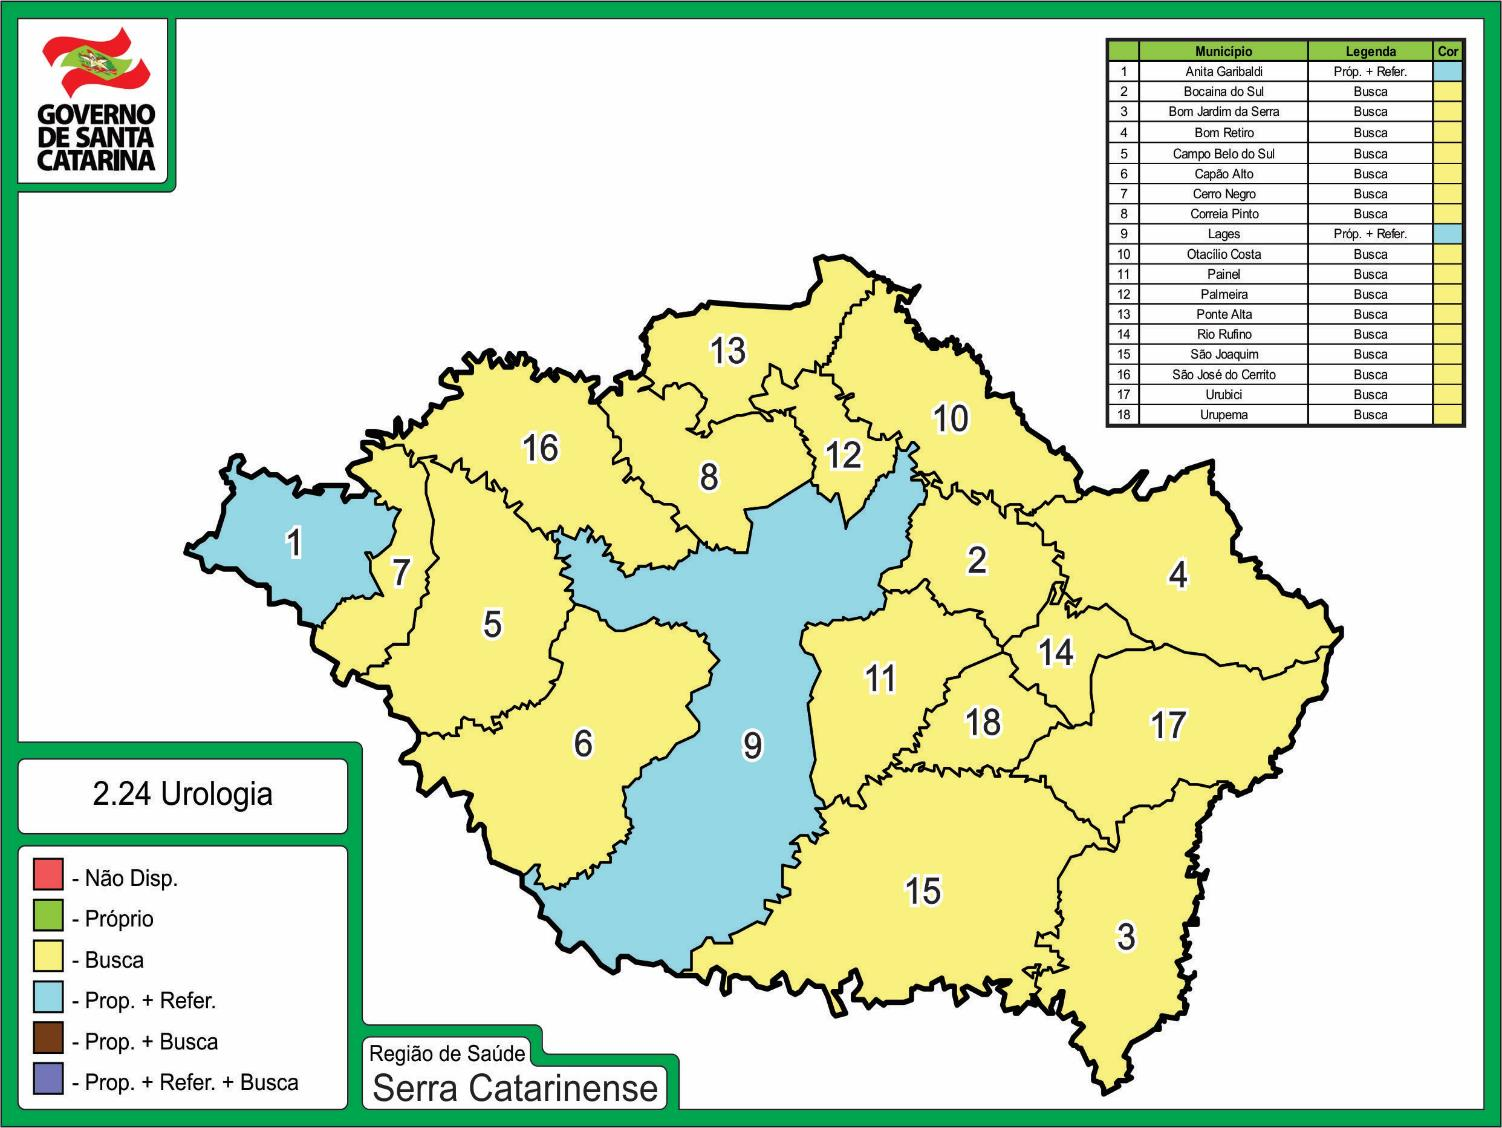 GOVERNO
DE SANTA
CATARINA
Município Legenda Cor
1 Anita Garibaldi Próp. + Refer.
2 Bocaina do Sul Busca
3 Bom Jardim da Serra Busca
4 Bom Retiro Busca
5 Campo Belo do Sul Busca
6 Capão Alto Busca
7 Cerro Negro Busca
8 Correia Pinto Busca
9 Lages Próp. + Refer.
10 Otacílio Costa Busca
11 Painel Busca
12 Palmeira Busca
13 Ponte Alta Busca
14 Rio Rufino Busca
15 São Joaquim Busca
16 São José do Cerrito Busca
17 Urubici Busca
18 Urupema Busca
13
10
16
12
8
1
2
4
7
5
14
11
18
17
6
9
15
3
2.24 Urologia
- Não Disp.
- Próprio
- Busca
- Prop. + Refer.
- Prop. + Busca
- Prop. + Refer. + Busca
Região de Saúde
Serra Catarinense